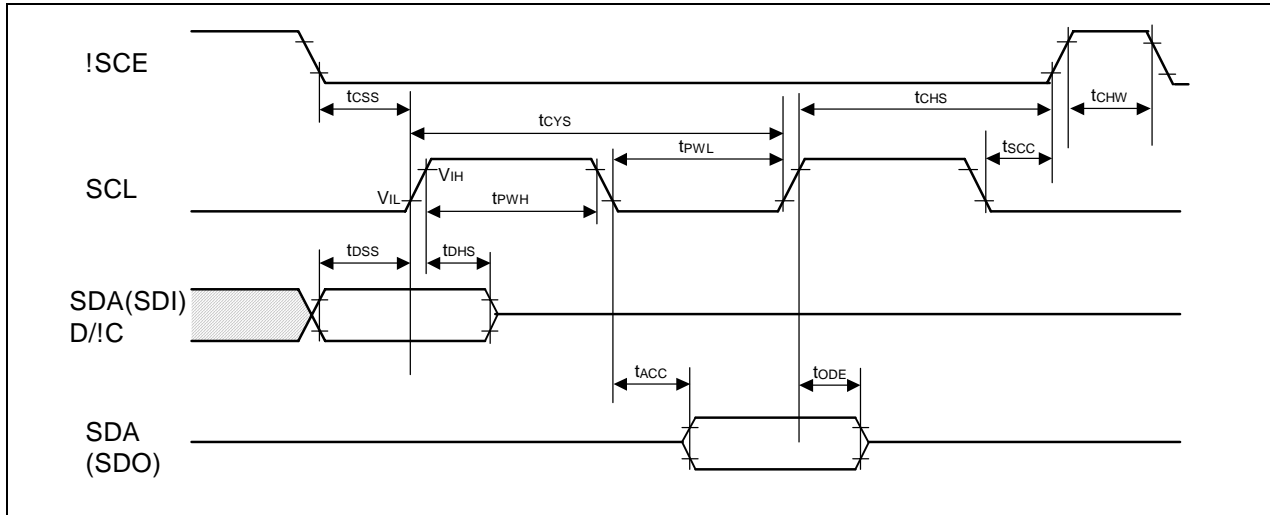 !SCE
tCSS
tCHS
tCHW
tCYS
tPWL
tSCC
SCL
VIH
VIL
tPWH
tDSS
tDHS
SDA(SDI)
D/!C
tACC
tODE
SDA
(SDO)